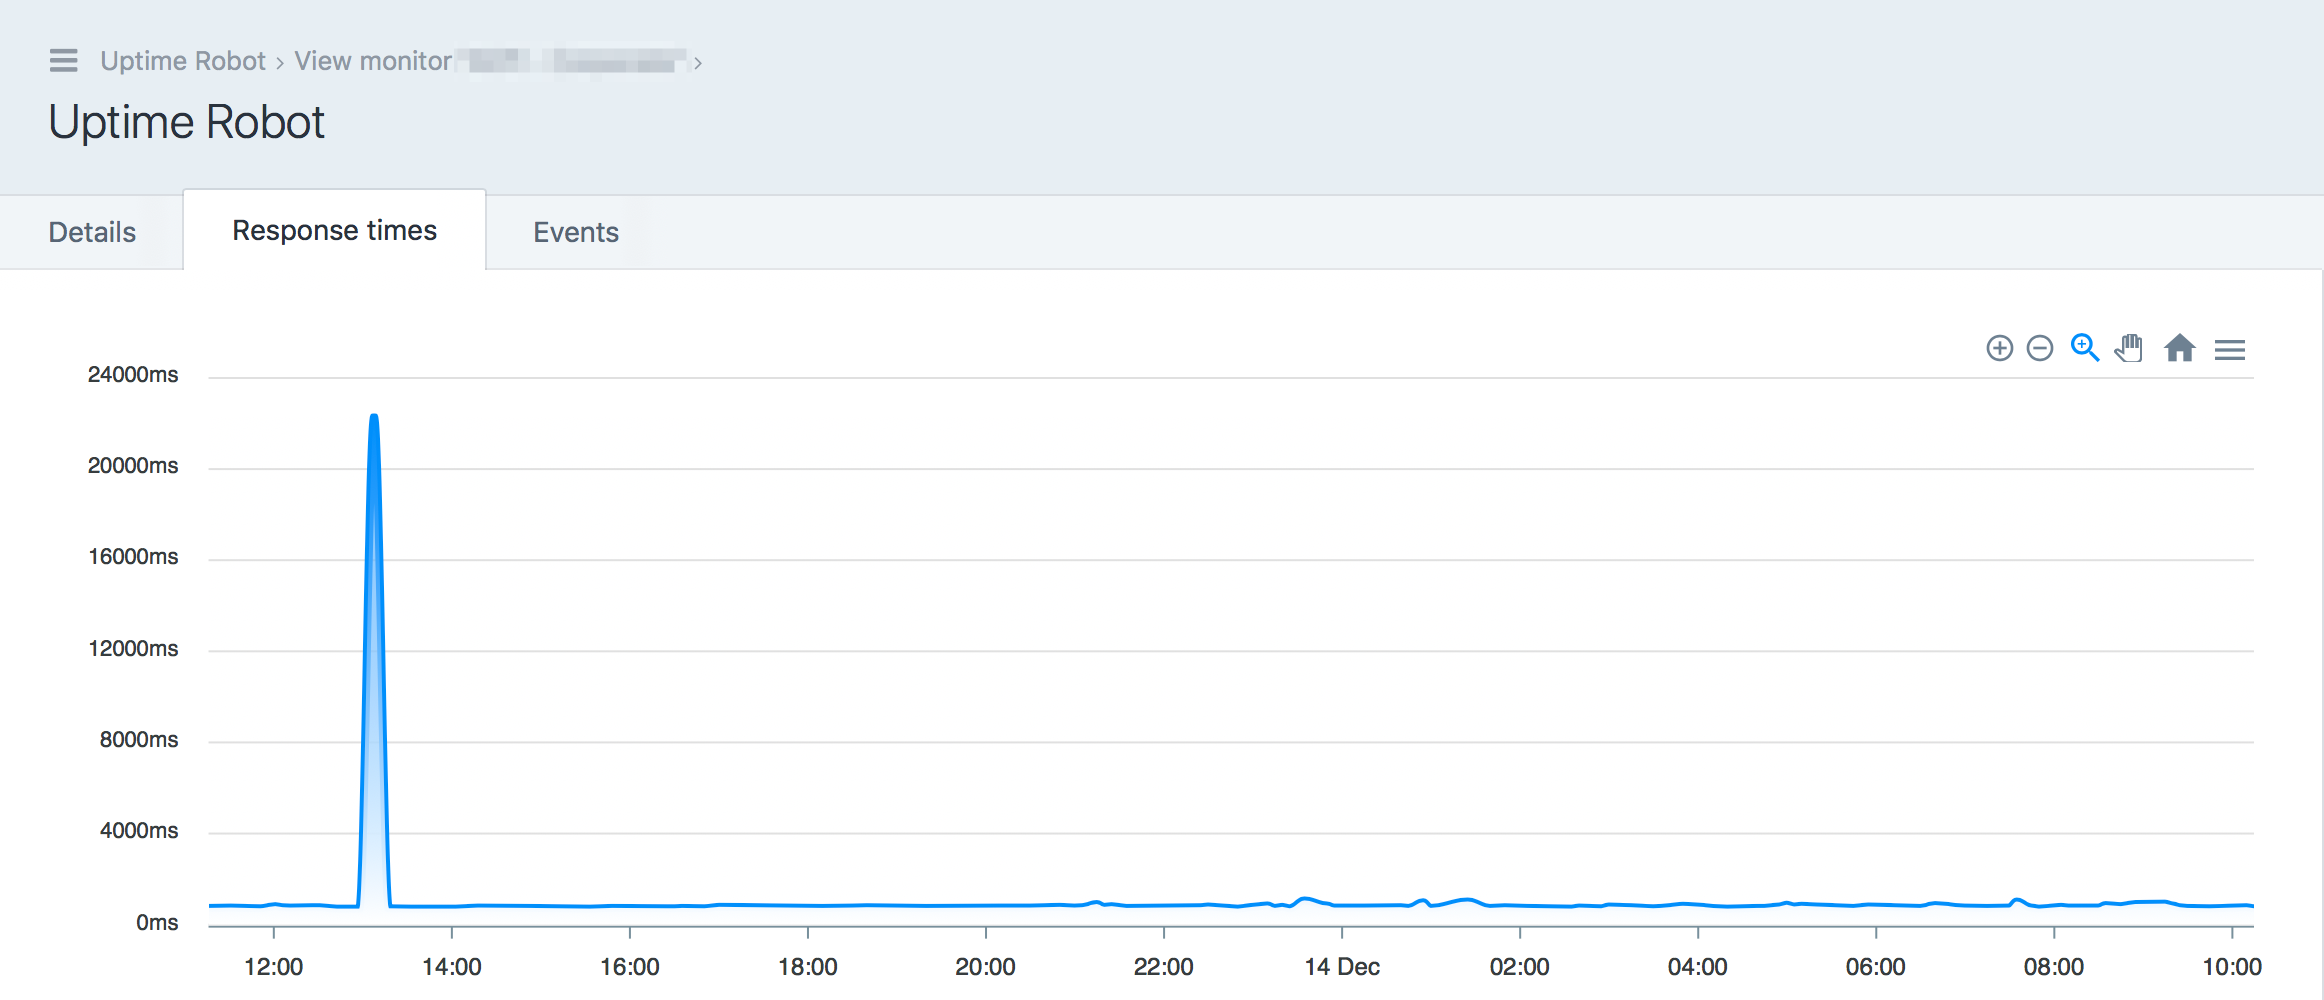 Uptime Robot › View monitor ›
Uptime Robot
Details Response times Events
24000ms
20000ms
16000ms
12000ms
8000ms
4000ms
0ms
12:00 14:00 16:00 18:00 20:00 22:00 14 Dec 02:00 04:00 06:00 08:00 10:00